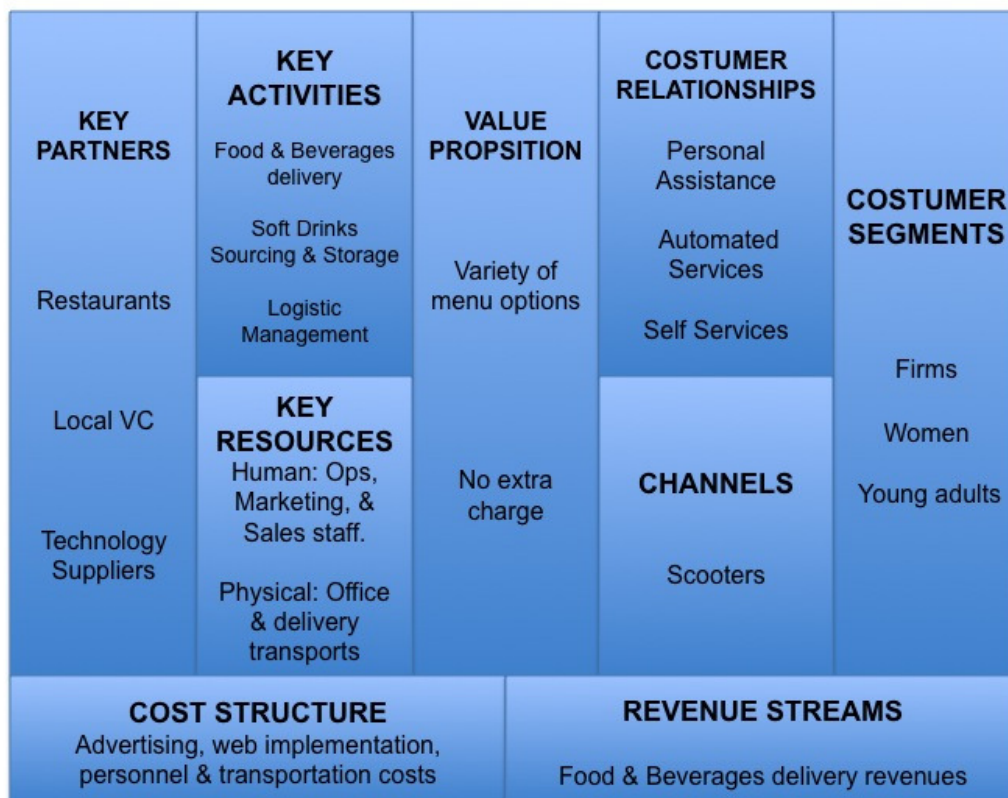 KEY
PARTNERS
Restaurants
Local VC
Technology
Suppliers
KEY
ACTIVITIES
Food & Beverages
delivery
Soft Drinks
Sourcing & Storage
Logistic
Management
KEY
RESOURCES
Human: Ops,
Marketing, &
Sales staff.
Physical: Office
& delivery
transports
VALUE
PROPSITION
Variety of
menu options
No extra
charge
COSTUMER
RELATIONSHIPS
Personal
Assistance
Automated
Services
Self Services
CHANNELS
Scooters
COSTUMER
SEGMENTS
Firms
Women
Young adults
COST STRUCTURE
Advertising, web implementation,
personnel & transportation costs
REVENUE STREAMS
Food & Beverages delivery revenues